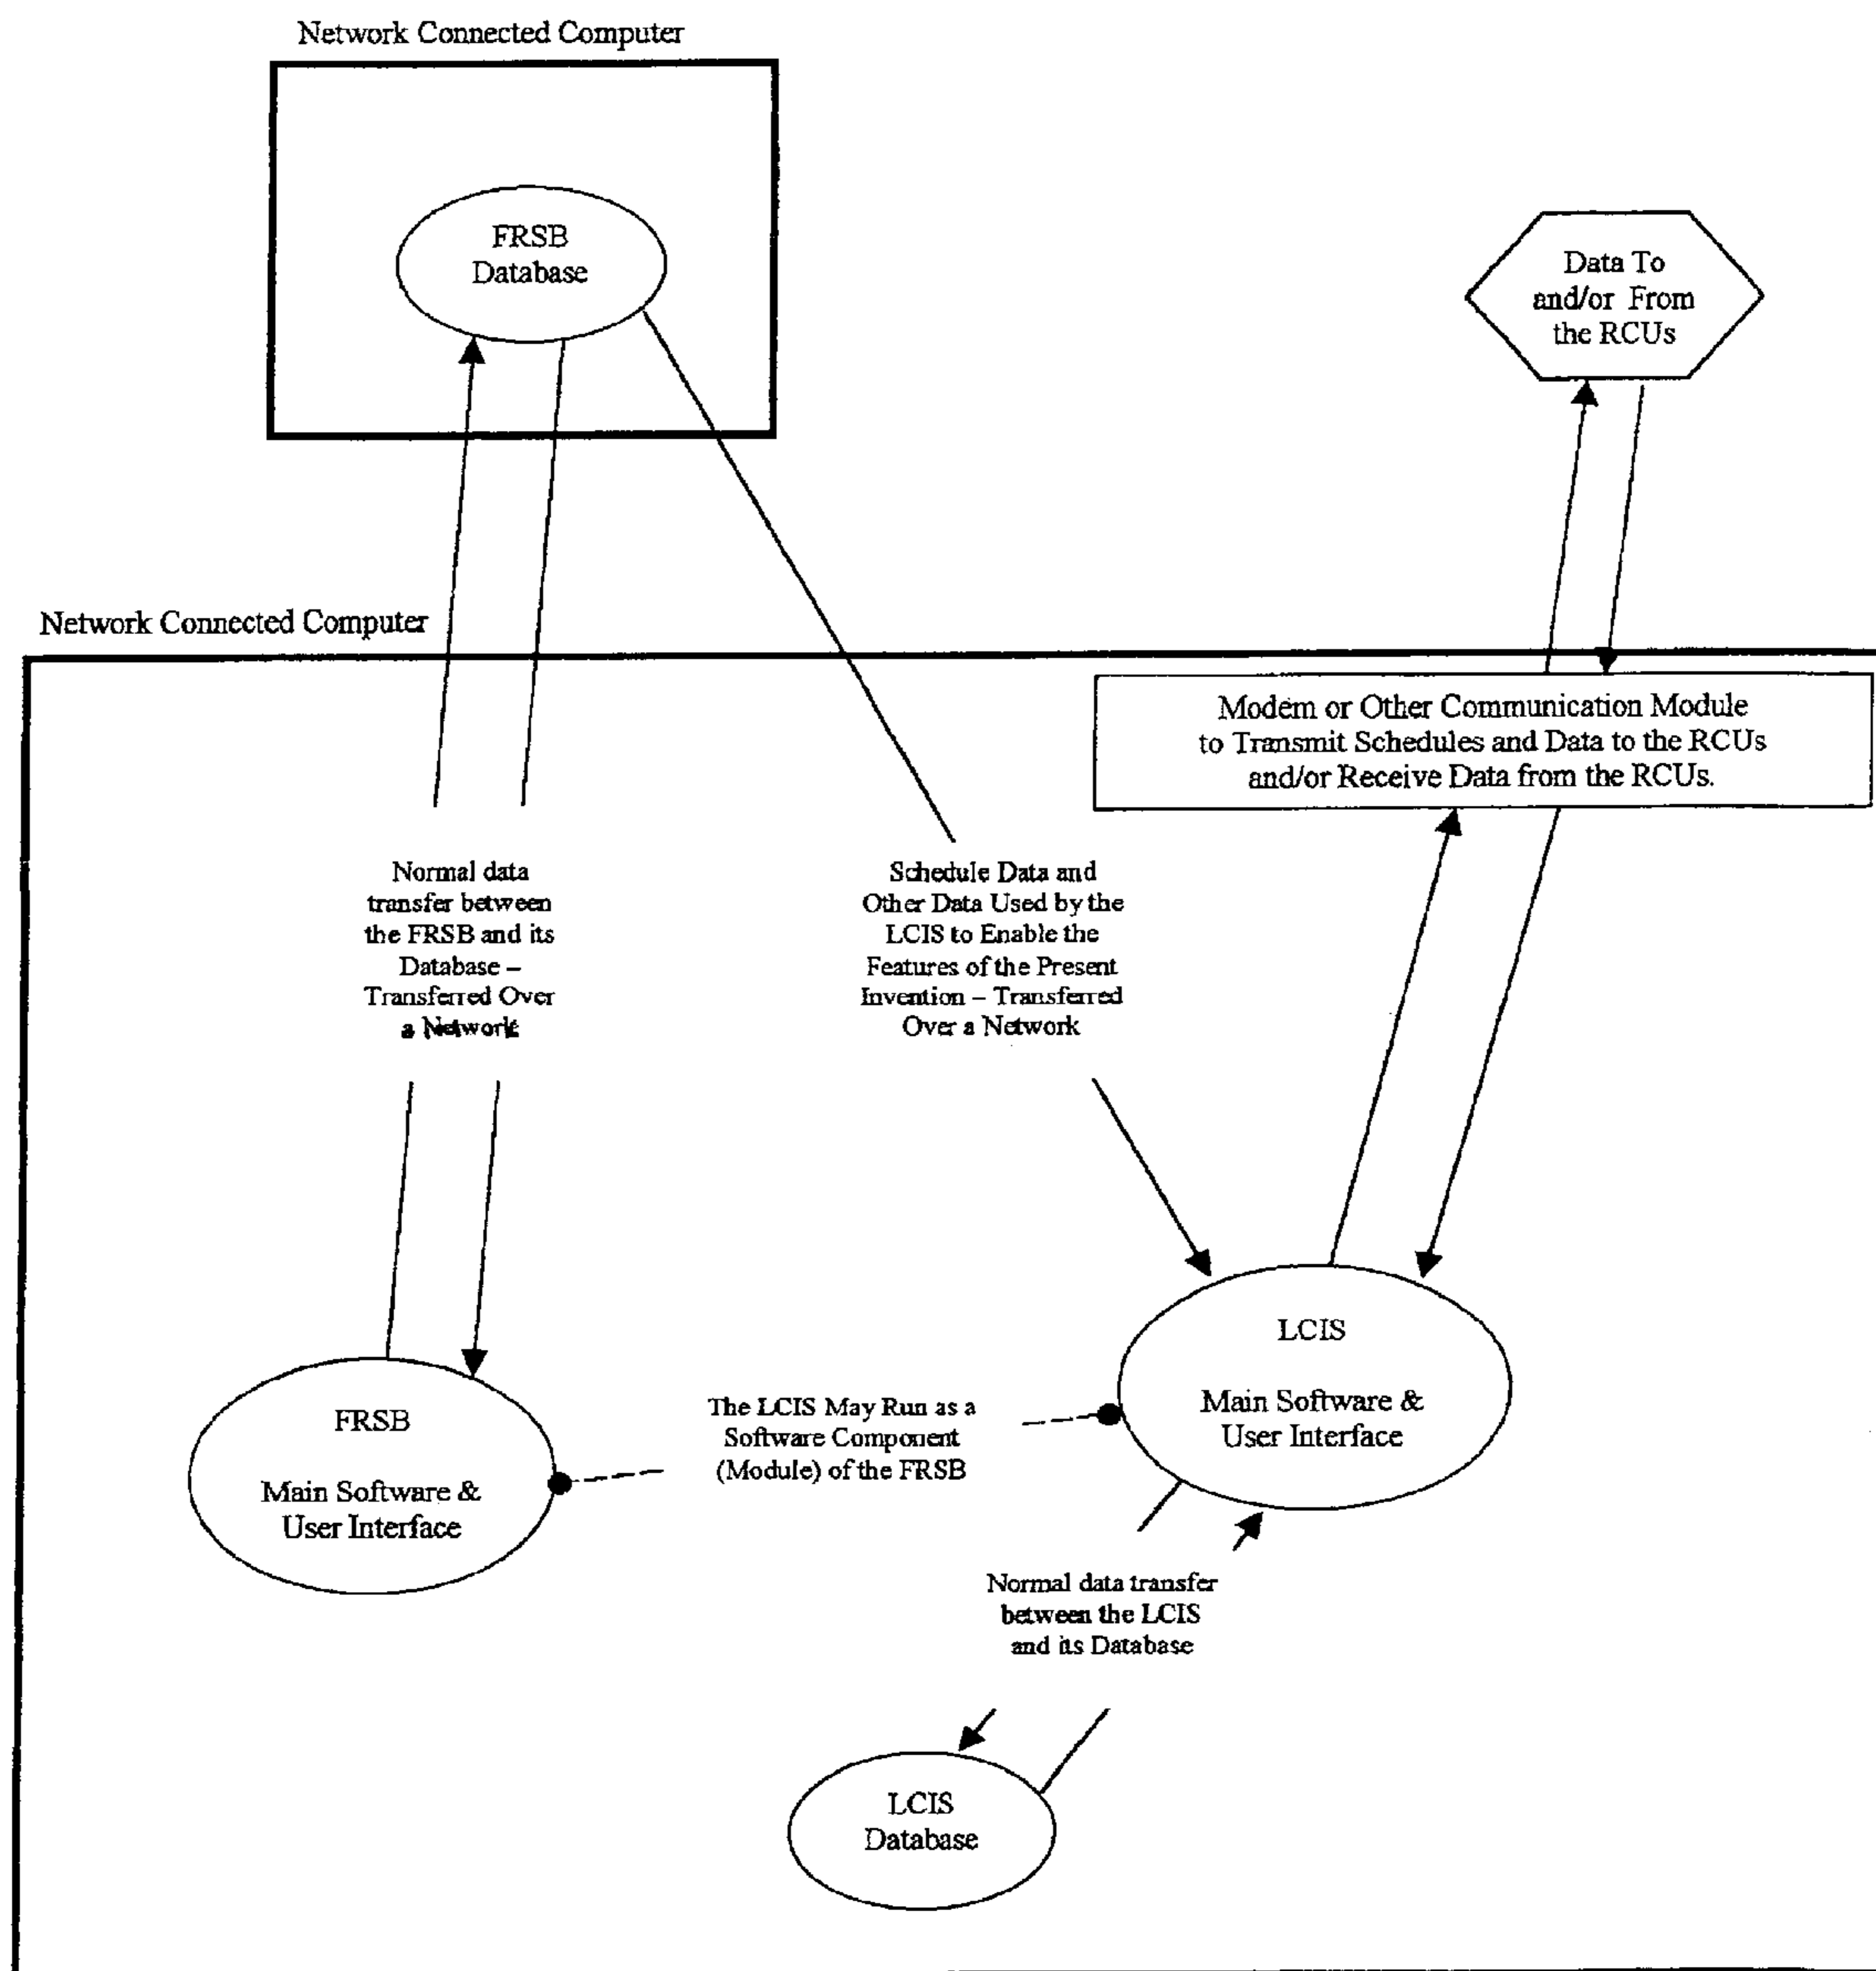 Network Connected Computer
FRSB
Database
Data To
and/or From
the RCUs
Network Connected Computer
Modem or Other Communication Module
to Transmit Schedules and Data to the RCUs
and/or Receive Data from the RCUs.
Normal data
transfer between
the FRSB and its
Database –
Transferred Over
a Network
Schedule Data and
Other Data Used by the
LCIS to Enable the
Features of the Present
Invention – Transferred
Over a Network
LCIS
Main Software &
User Interface
The LCIS May Run as a
Software Component
(Module) of the FRSB
FRSB
Main Software &
User Interface
Normal data transfer
between the LCIS
and its Database
LCIS
Database